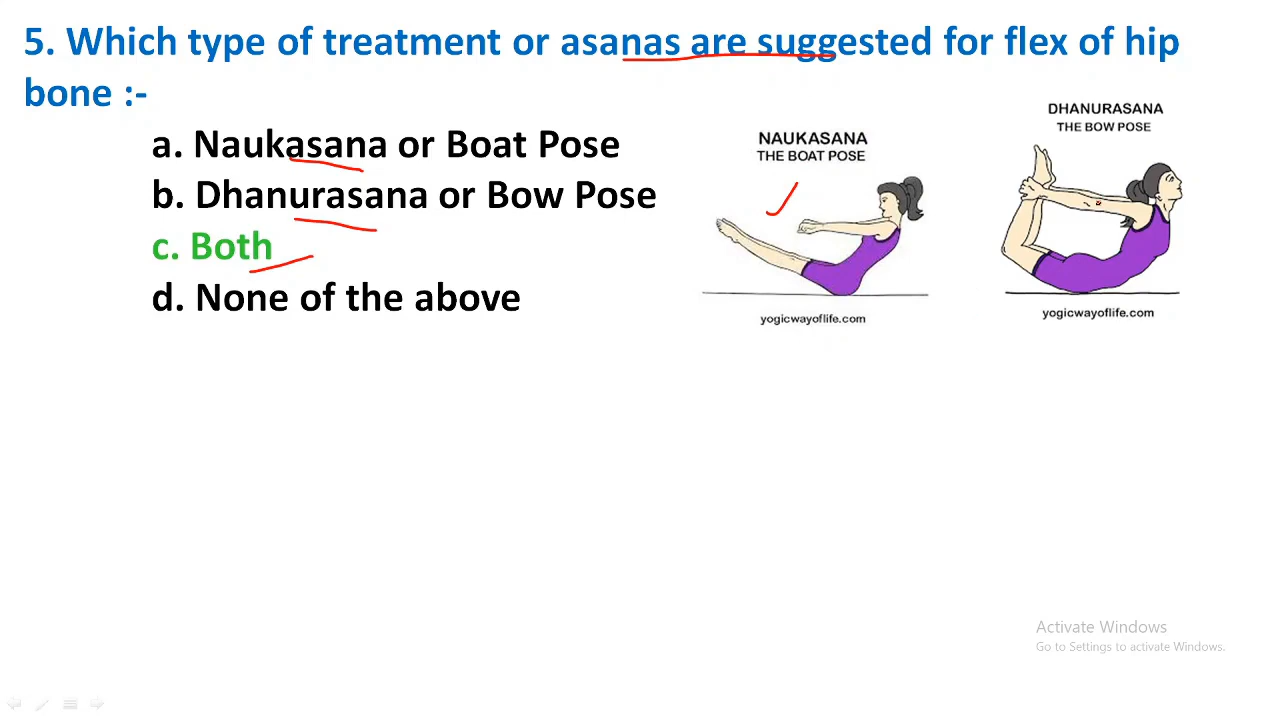 5. Which type of treatment or asanas are suggested for flex of hip
bone :-
a. Naukasana or Boat Pose
b. Dhanurasana or Bow Pose
c. Both
d. None of the above
NAUKASANA
THE BOAT POSE
yogicwayoflife.com
DHANURASANA
THE BOW POSE
yogicwayoflife.com
Activate Windows
Go to Settings to activate Windows.